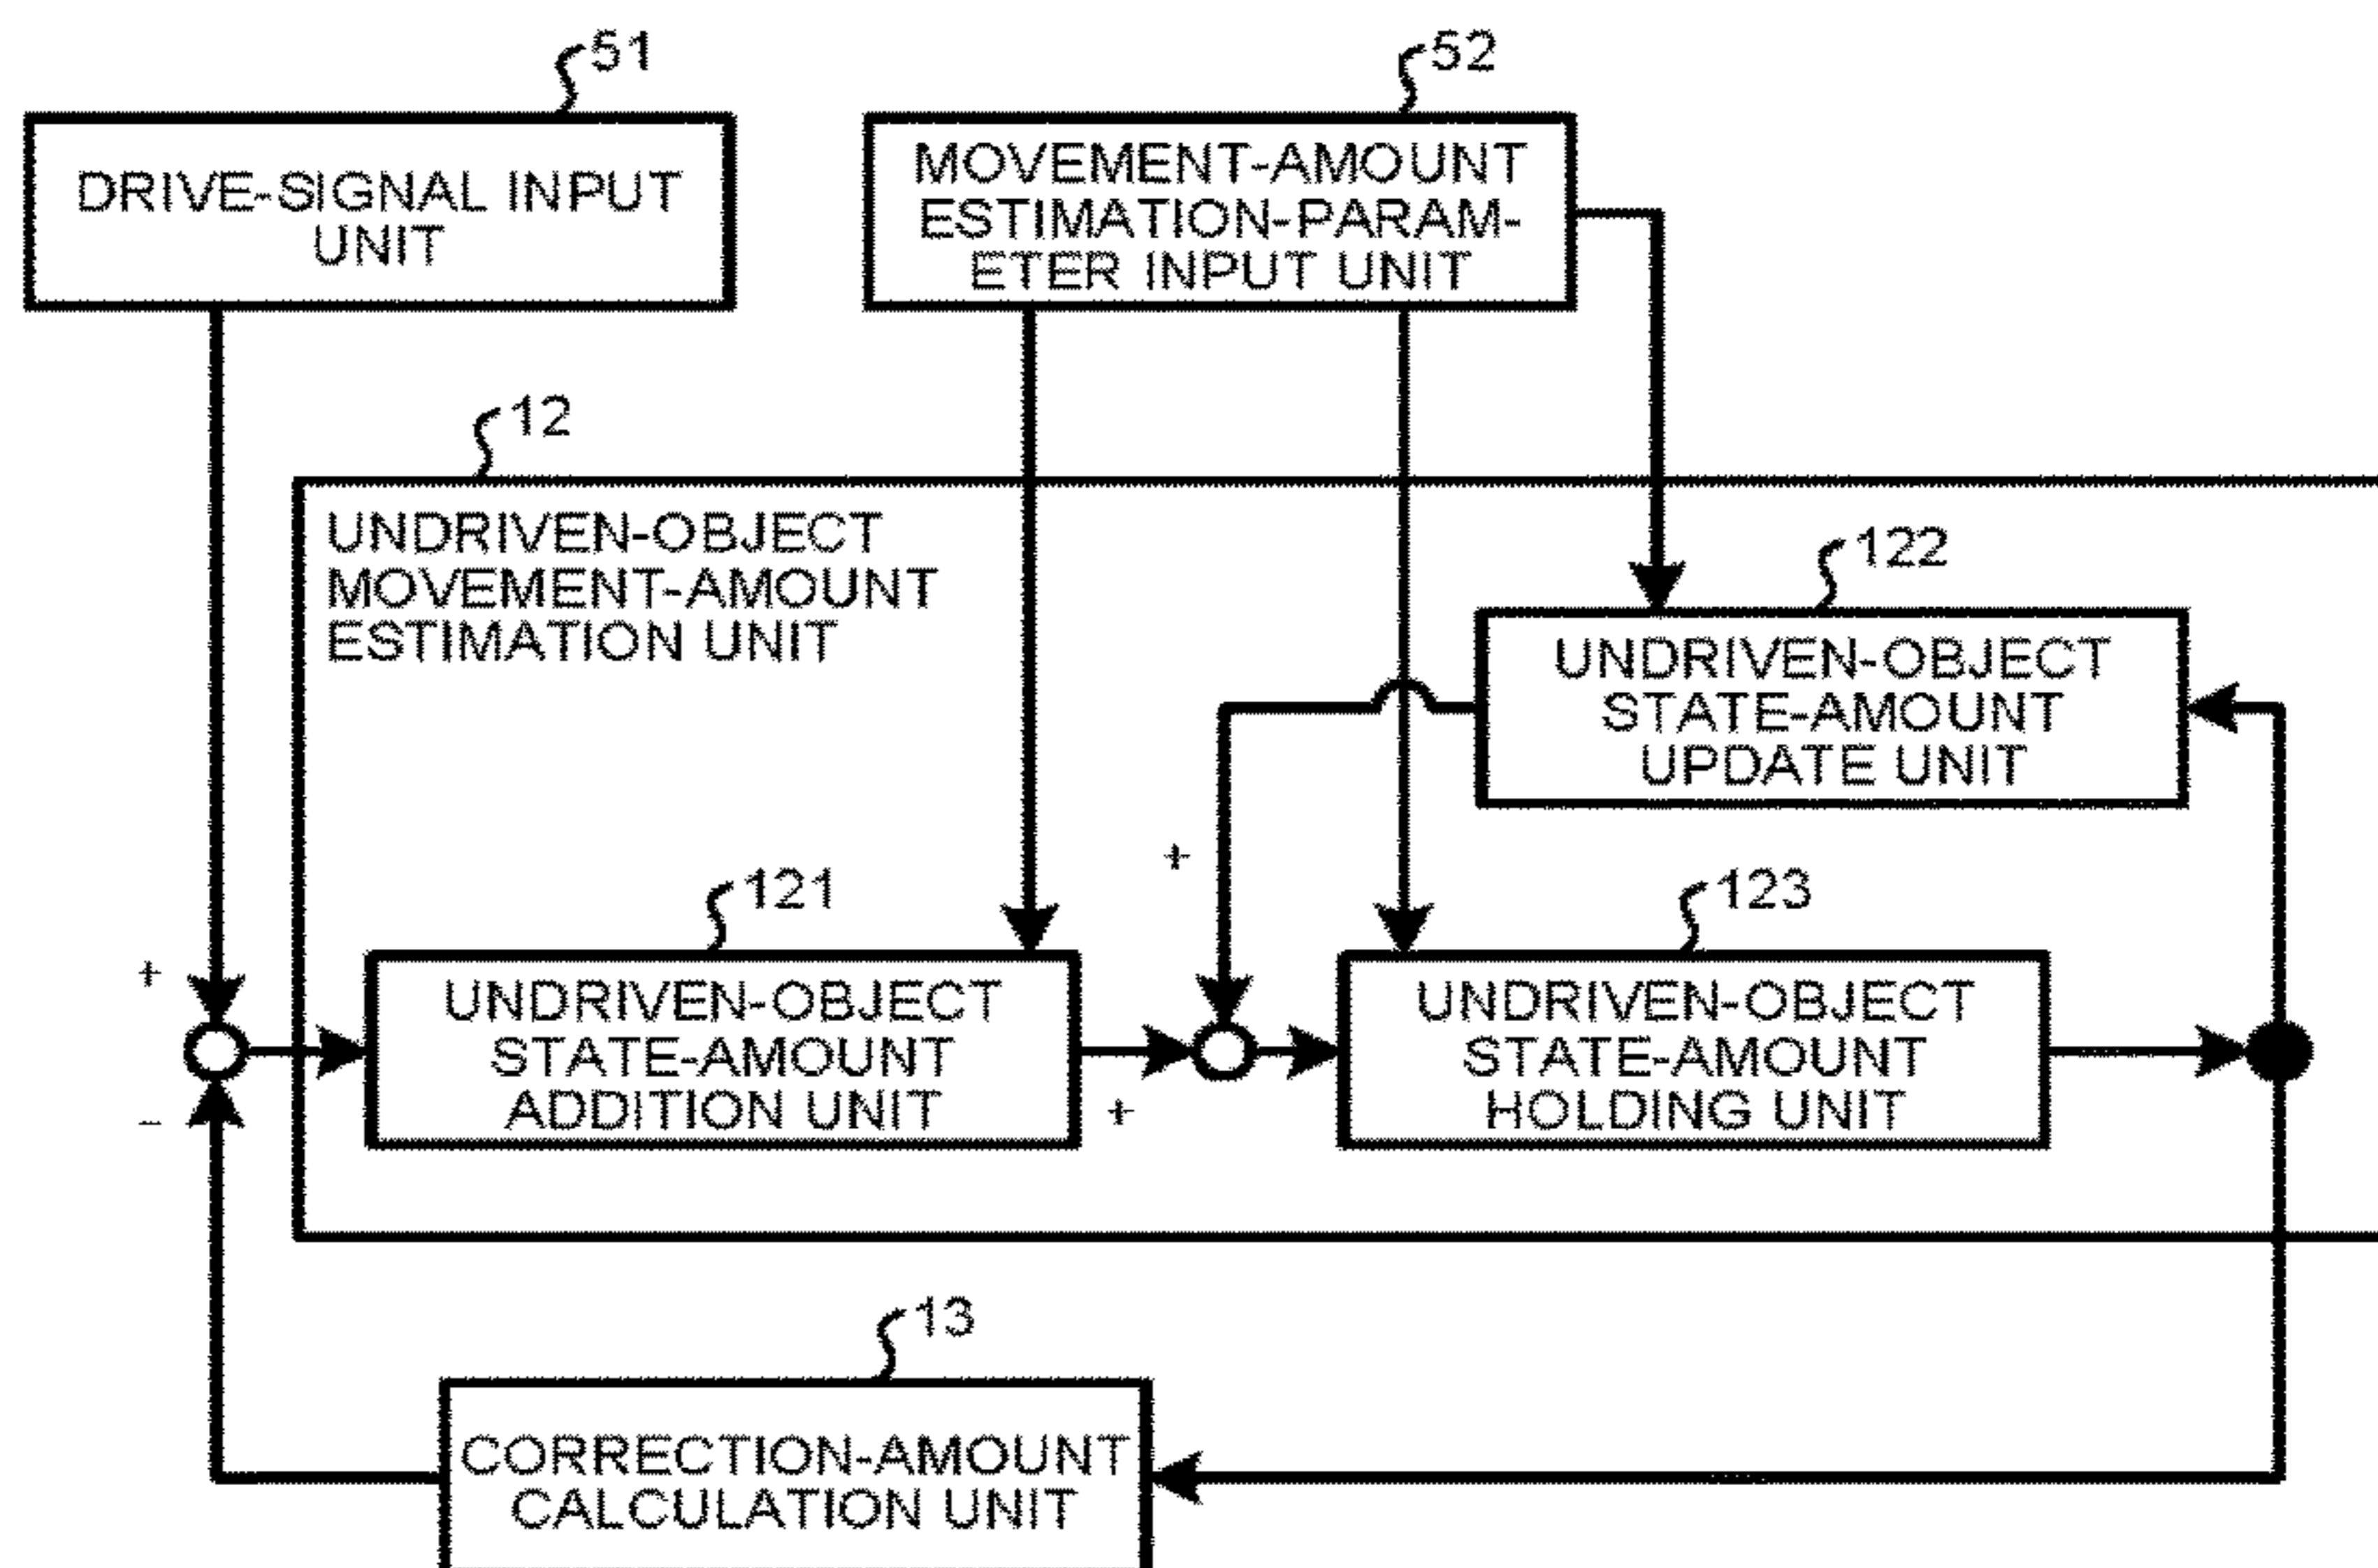 51
52
DRIVE-SIGNAL INPUT
UNIT
MOVEMENT-AMOUNT
ESTIMATION-PARAM-
ETER INPUT UNIT
12
UNDRIVEN-OBJECT
MOVEMENT-AMOUNT
ESTIMATION UNIT
122
UNDRIVEN-OBJECT
STATE-AMOUNT
UPDATE UNIT
+
121
123
+
UNDRIVEN-OBJECT
STATE-AMOUNT
ADDITION UNIT
UNDRIVEN-OBJECT
STATE-AMOUNT
HOLDING UNIT
−
+
13
CORRECTION-AMOUNT
CALCULATION UNIT